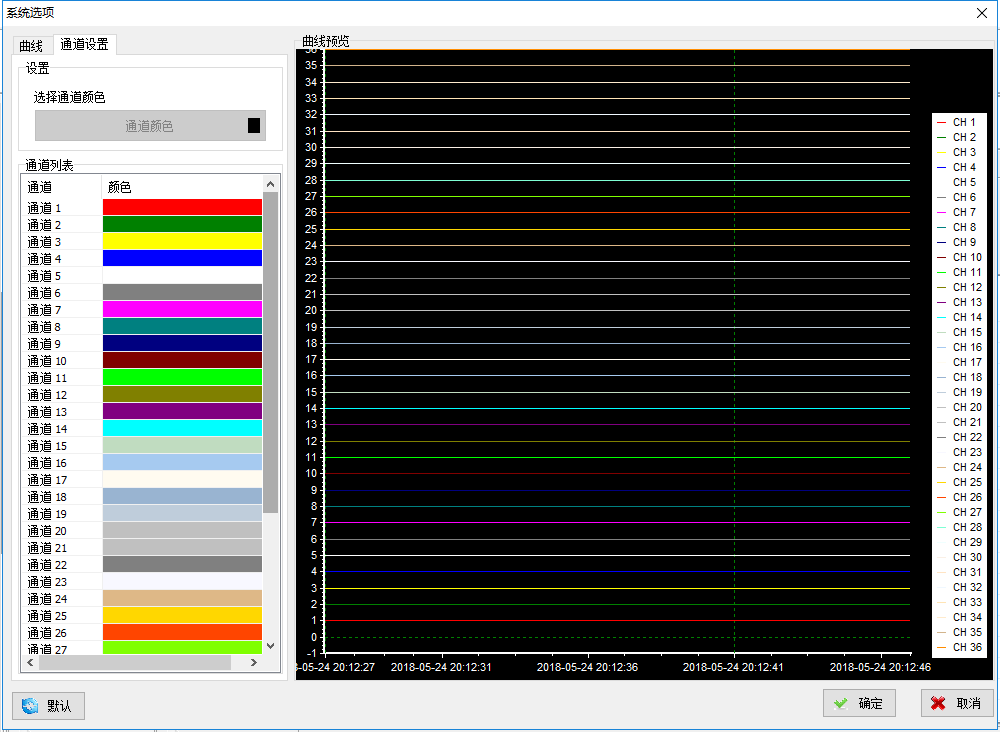 系统选项
曲线 通道设置
设置
选择通道颜色
通道颜色
通道列表
通道 颜色
通道 1
通道 2
通道 3
通道 4
通道 5
通道 6
通道 7
通道 8
通道 9
通道 10
通道 11
通道 12
通道 13
通道 14
通道 15
通道 16
通道 17
通道 18
通道 19
通道 20
通道 21
通道 22
通道 23
通道 24
通道 25
通道 26
通道 27
默认
曲线预览
36
35
34
33
32
31
30
29
28
27
26
25
24
23
22
21
20
19
18
17
16
15
14
13
12
11
10
9
8
7
6
5
4
3
2
1
0
-1
8-05-24 20:12:27 2018-05-24 20:12:31 2018-05-24 20:12:36 2018-05-24 20:12:41 2018-05-24 20:12:46
CH 1
CH 2
CH 3
CH 4
CH 5
CH 6
CH 7
CH 8
CH 9
CH 10
CH 11
CH 12
CH 13
CH 14
CH 15
CH 16
CH 17
CH 18
CH 19
CH 20
CH 21
CH 22
CH 23
CH 24
CH 25
CH 26
CH 27
CH 28
CH 29
CH 30
CH 31
CH 32
CH 33
CH 34
CH 35
CH 36
确定 取消